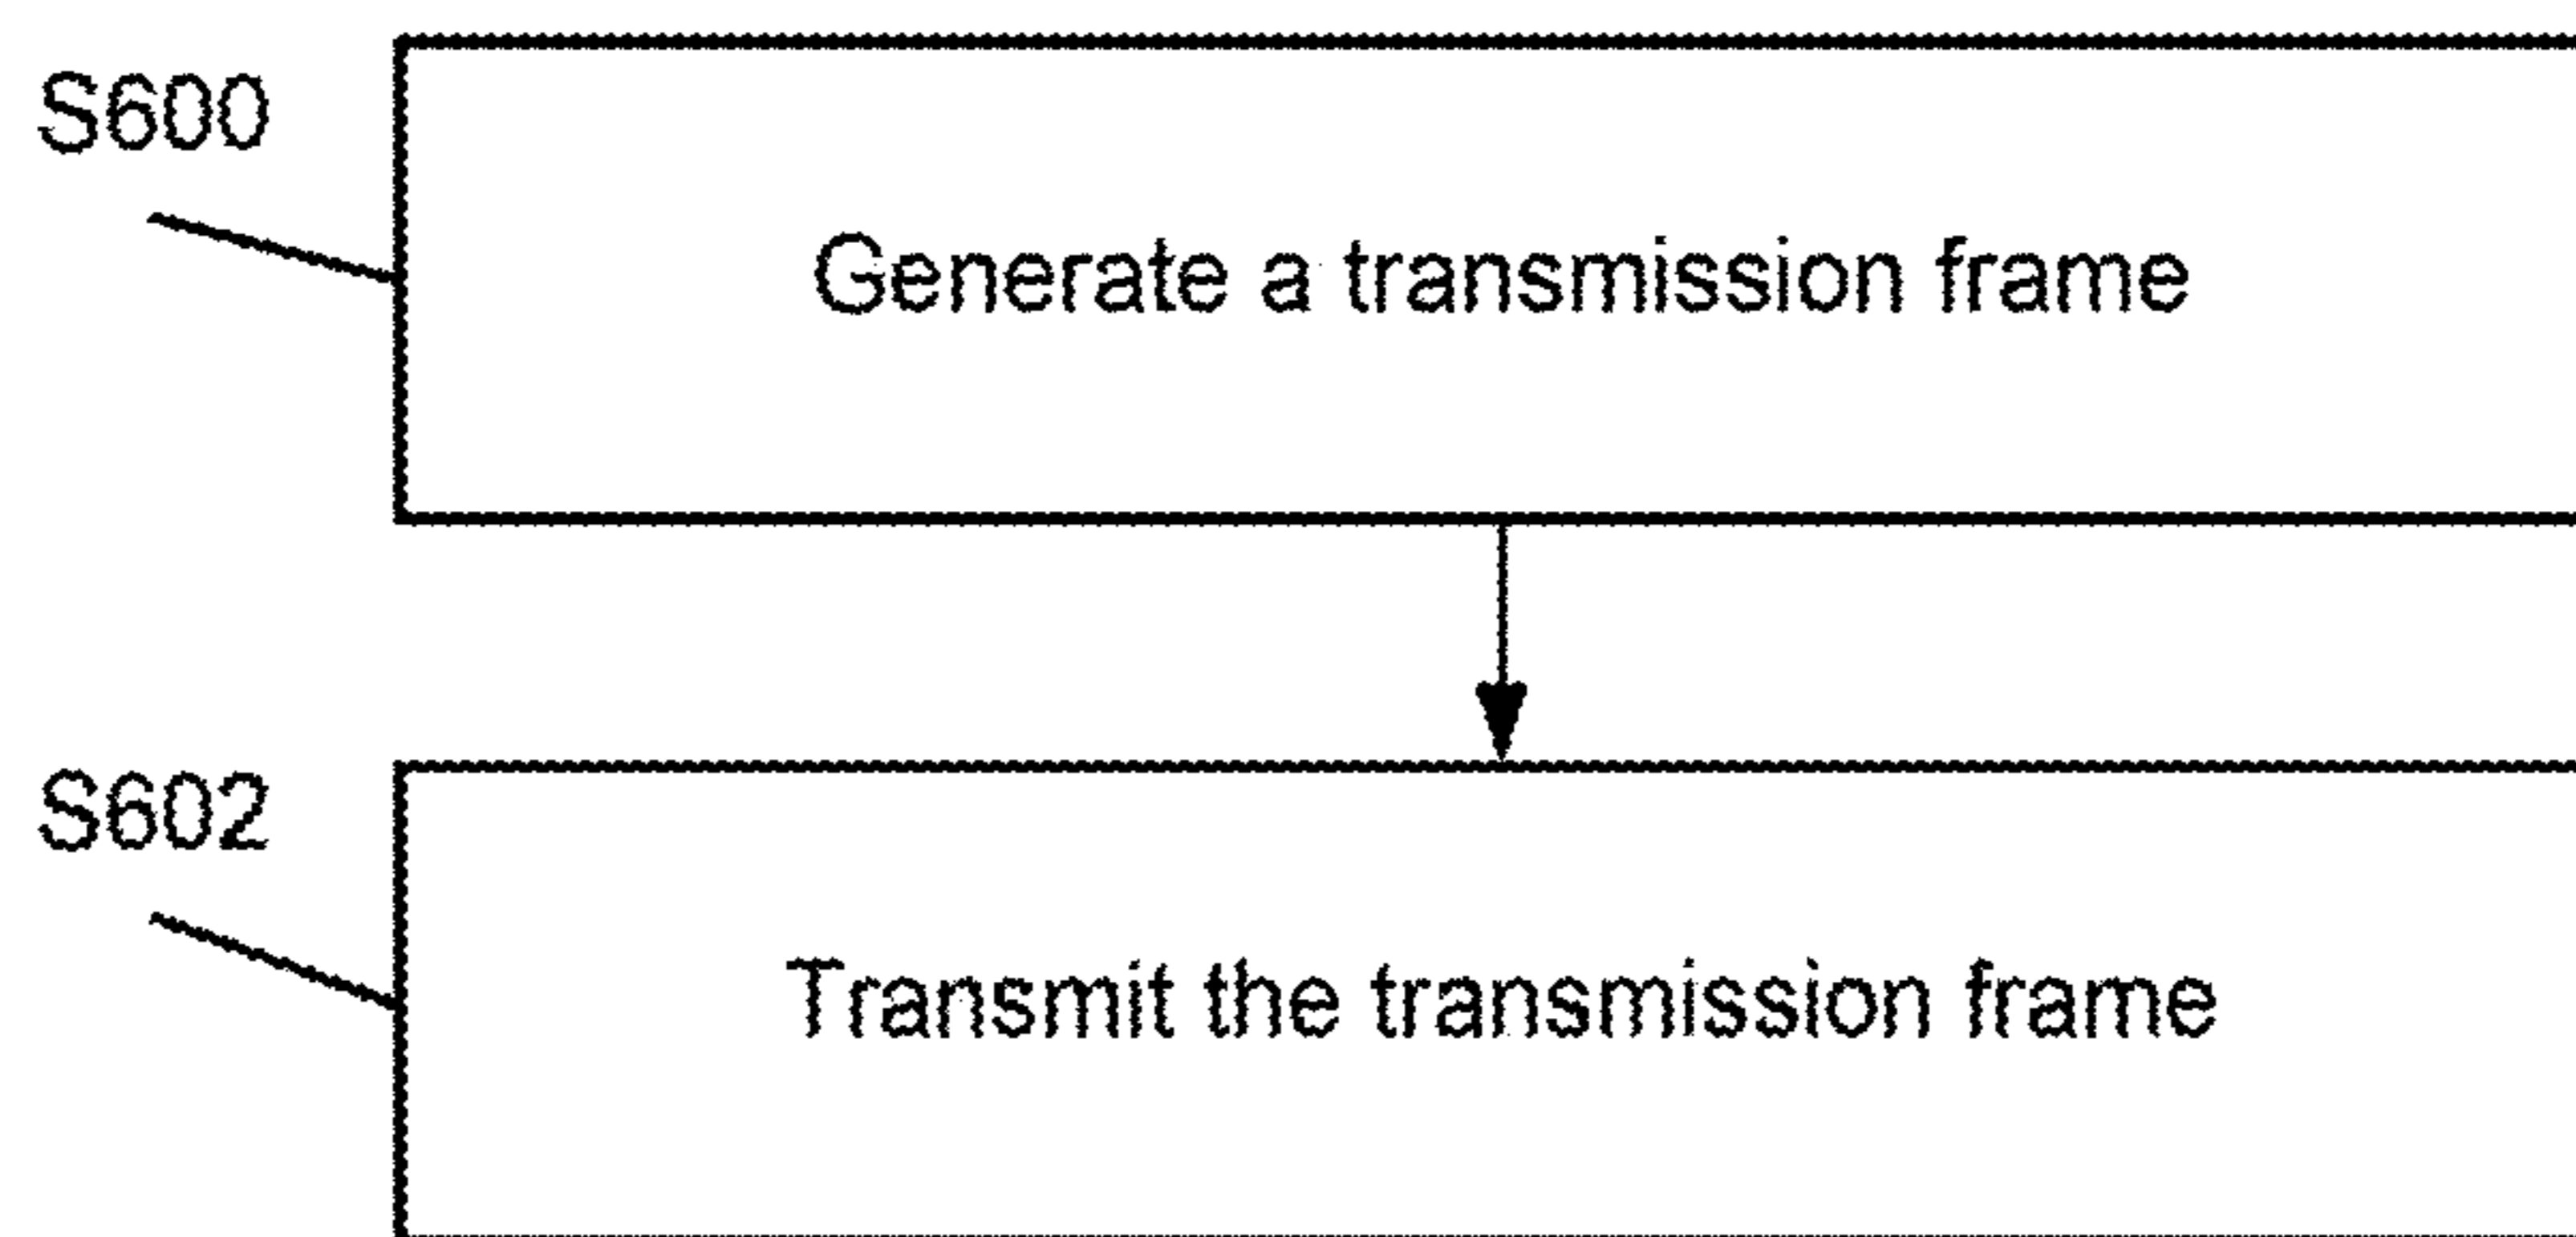 S600
Generate a transmission frame
S602
Transmit the transmission frame